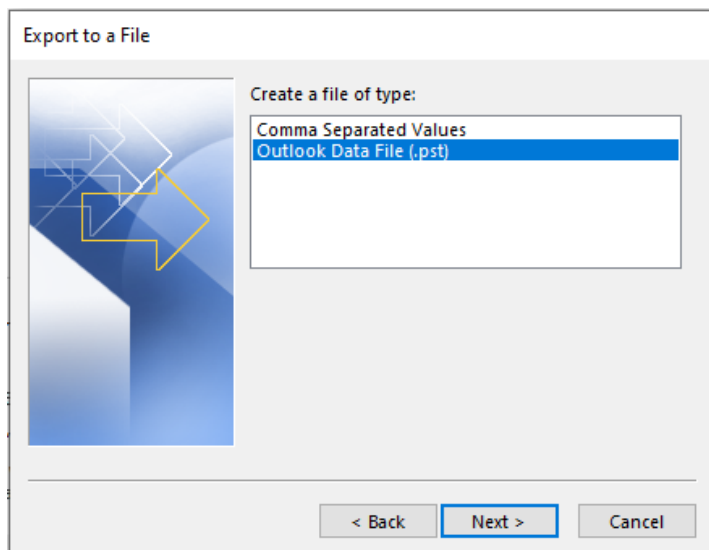 Export to a File
Create a file of type:
Comma Separated Values
Outlook Data File (.pst)
< Back
Next >
Cancel